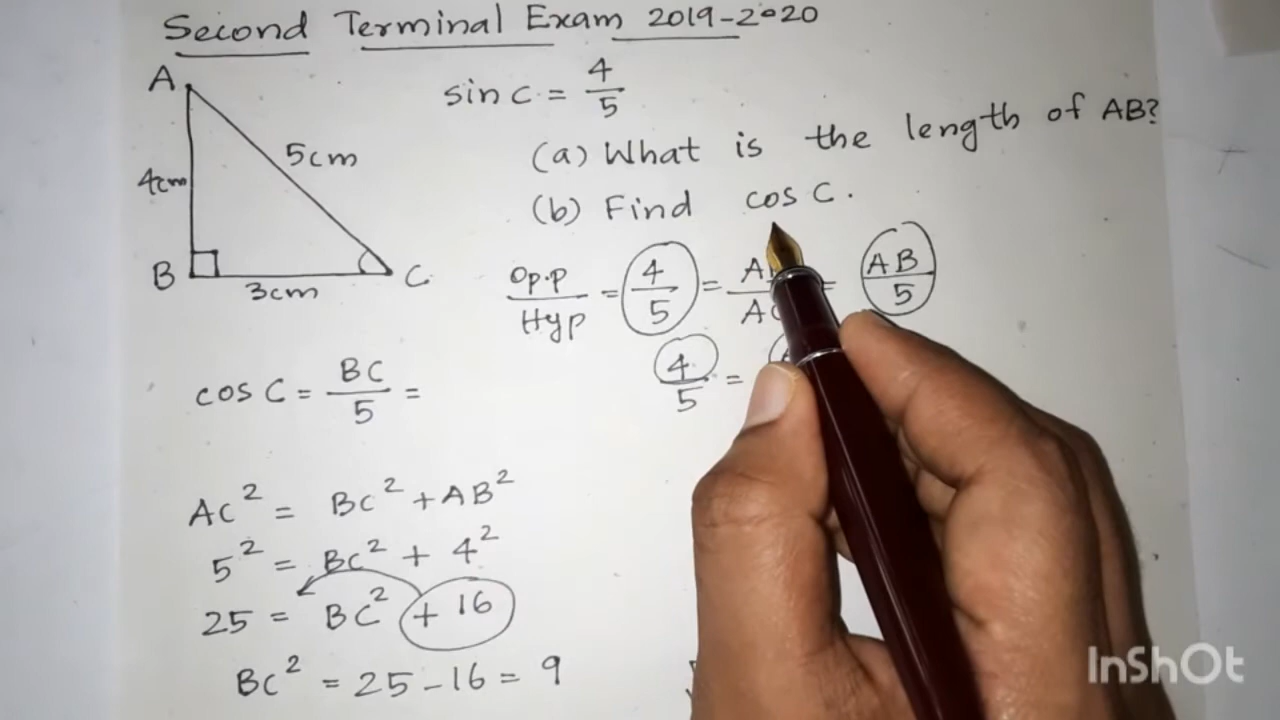 Second Terminal Exam 2019-2020
A
sin C = 4/5
5cm
(a) What is the length of AB?
4cm
(b) Find cos C.
B
3cm
C
Opp/Hyp = 4/5 = = AB/5
cos C = BC/5 =
4/5 =
AC² = BC² + AB²
5² = BC² + 4²
25 = BC² + 16
BC² = 25 - 16 = 9
InShOt